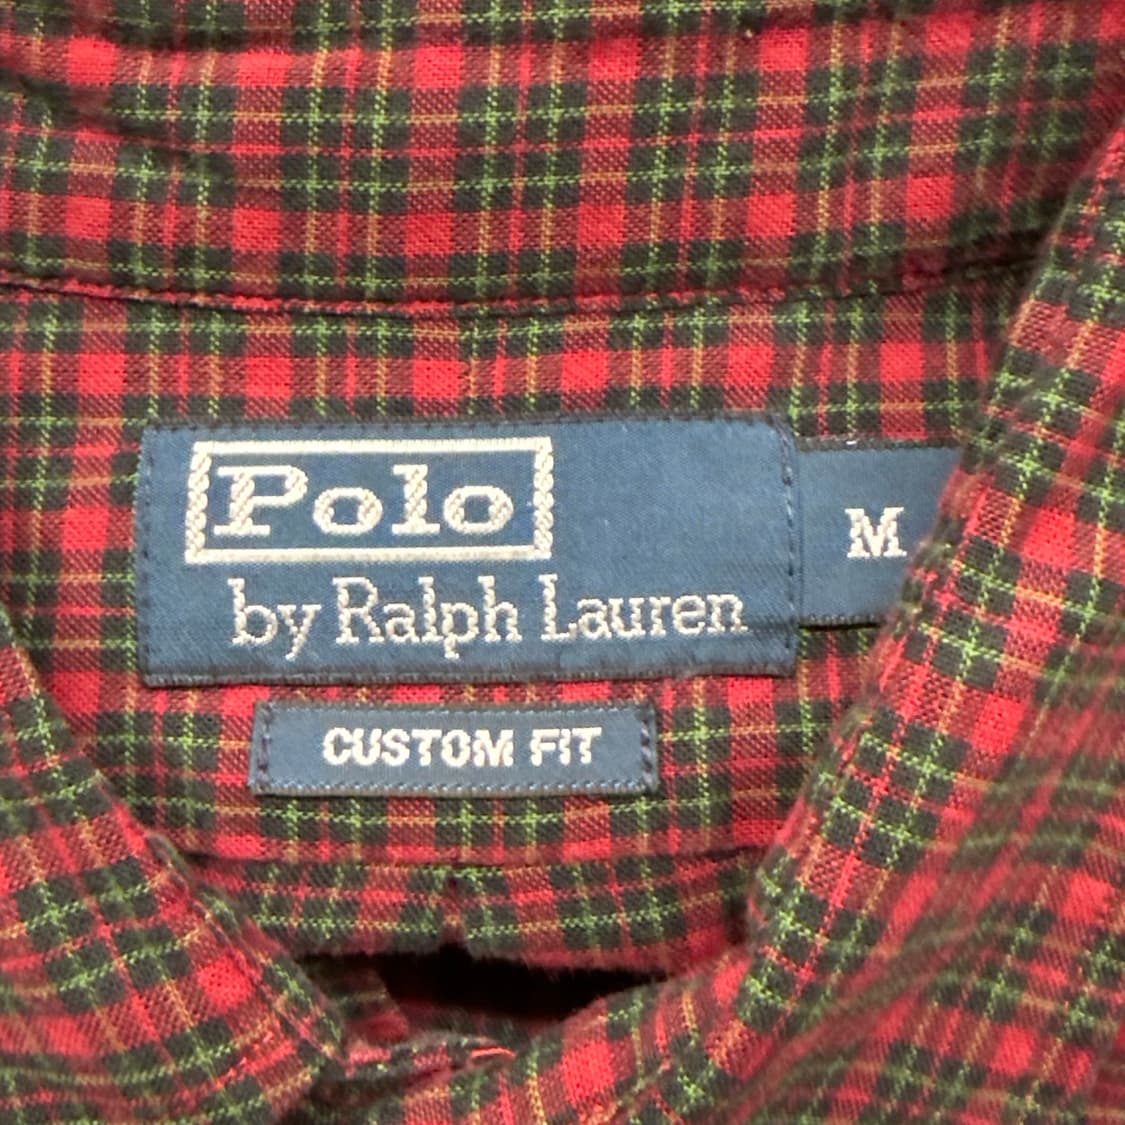 Polo
by Ralph Lauren
M
CUSTOM FIT